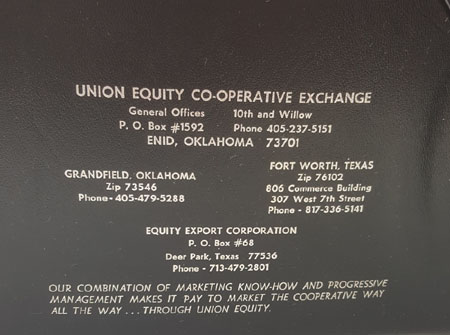 UNION EQUITY CO-OPERATIVE EXCHANGE
General Offices 10th and Willow
P. O. Box #1592 Phone 405-237-5151
ENID, OKLAHOMA 73701
GRANDFIELD, OKLAHOMA
Zip 73546
Phone - 405-479-5288
FORT WORTH, TEXAS
Zip 76102
806 Commerce Building
307 West 7th Street
Phone - 817-336-5141
EQUITY EXPORT CORPORATION
P. O. Box #68
Deer Park, Texas 77536
Phone - 713-479-2801
OUR COMBINATION OF MARKETING KNOW-HOW AND PROGRESSIVE
MANAGEMENT MAKES IT PAY TO MARKET THE COOPERATIVE WAY
ALL THE WAY ... THROUGH UNION EQUITY.